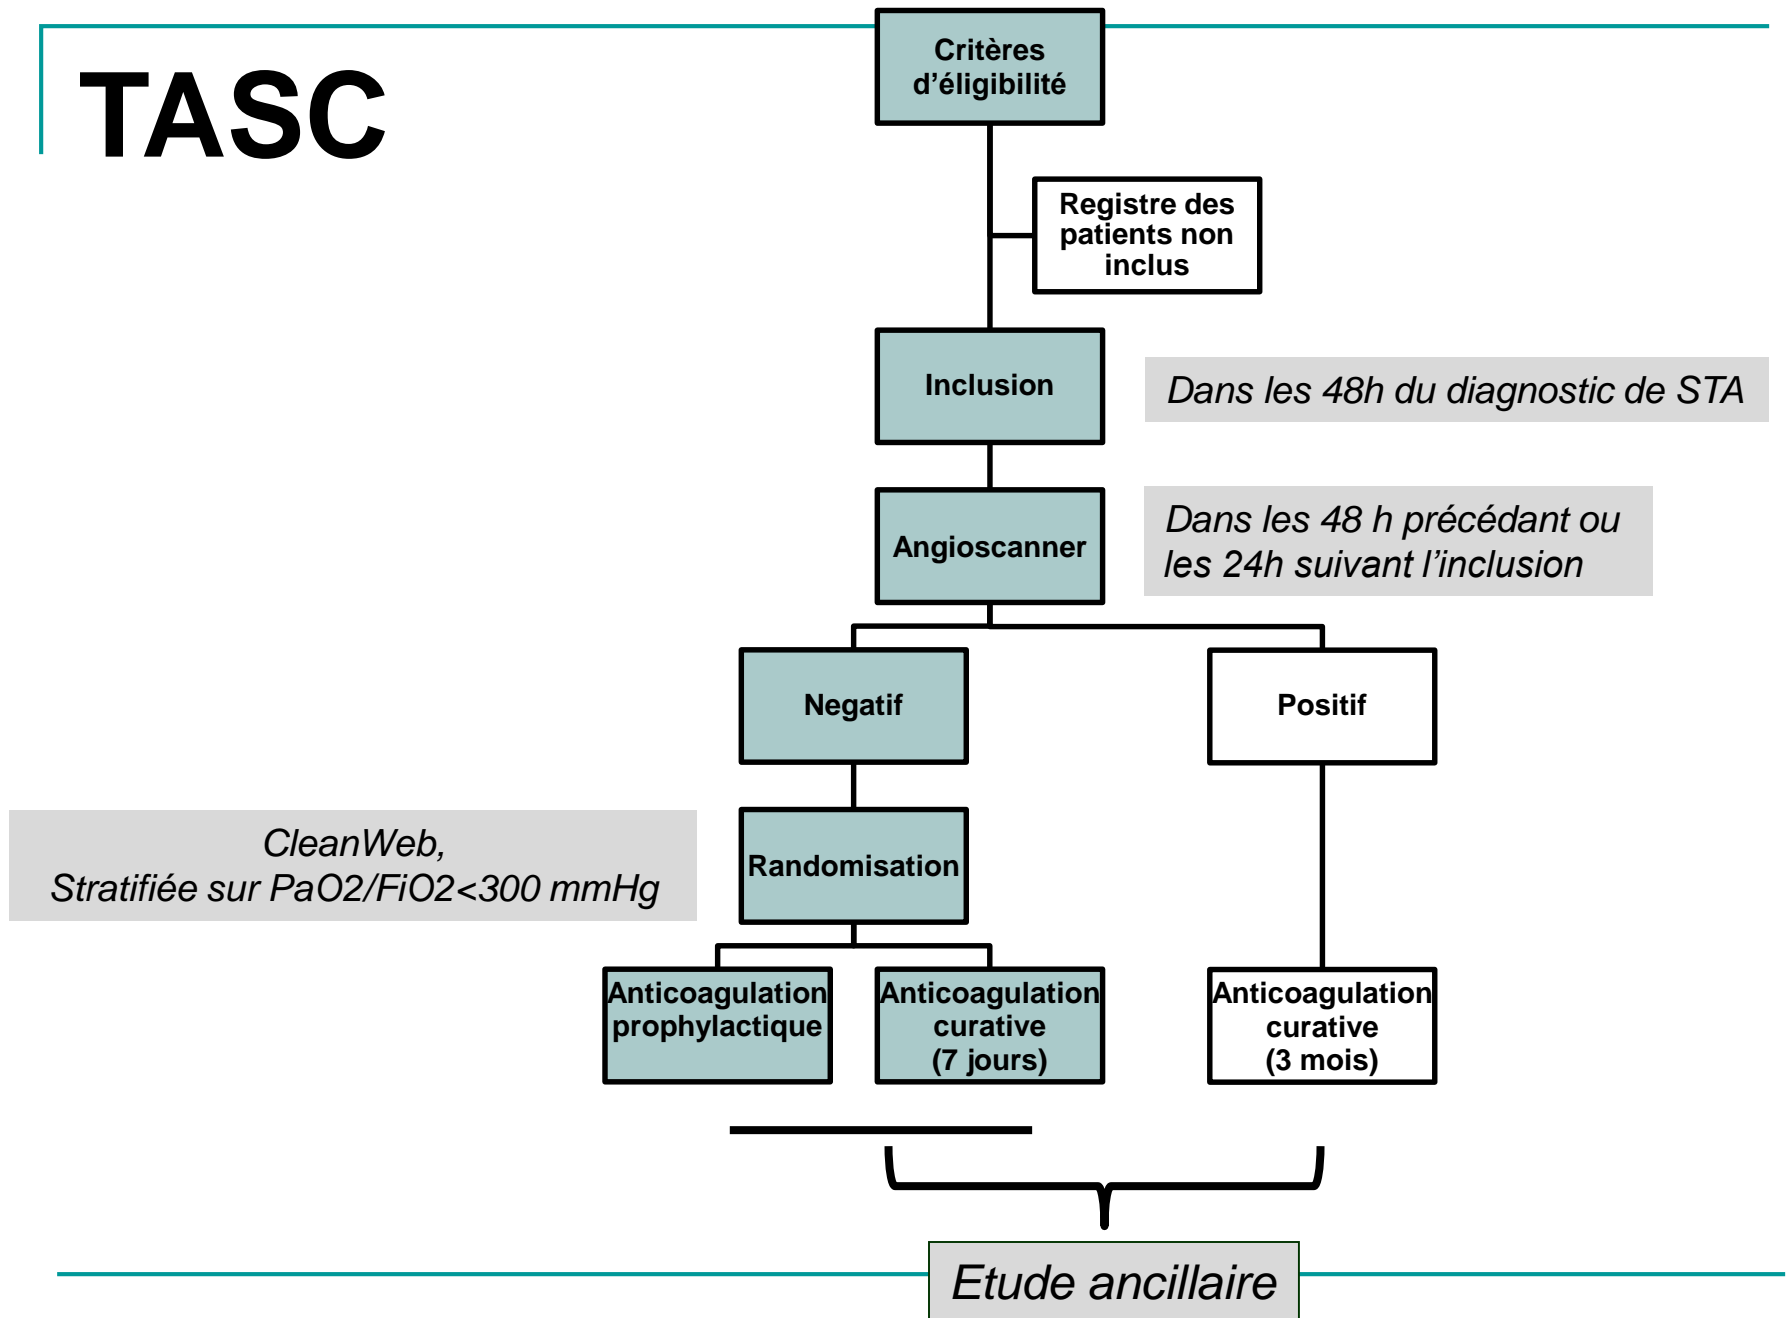 TASC
Critères
d'éligibilité
Registre des
patients non
inclus
Inclusion
Dans les 48h du diagnostic de STA
Angioscanner
Dans les 48 h précédant ou
les 24h suivant l'inclusion
Negatif
Positif
CleanWeb,
Stratifiée sur PaO2/FiO2<300 mmHg
Randomisation
Anticoagulation
prophylactique
Anticoagulation
curative
(7 jours)
Anticoagulation
curative
(3 mois)
Etude ancillaire